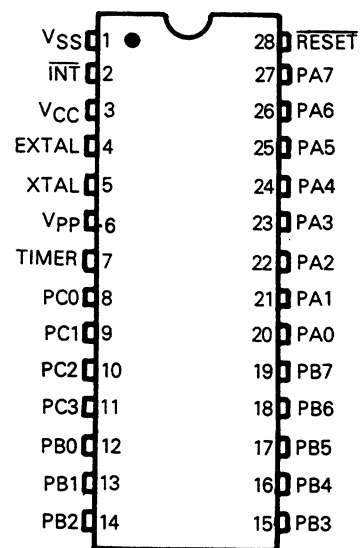 VSS 1 28 RESET
INT 2 27 PA7
VCC 3 26 PA6
EXTAL 4 25 PA5
XTAL 5 24 PA4
VPP 6 23 PA3
TIMER 7 22 PA2
PC0 8 21 PA1
PC1 9 20 PA0
PC2 10 19 PB7
PC3 11 18 PB6
PB0 12 17 PB5
PB1 13 16 PB4
PB2 14 15 PB3